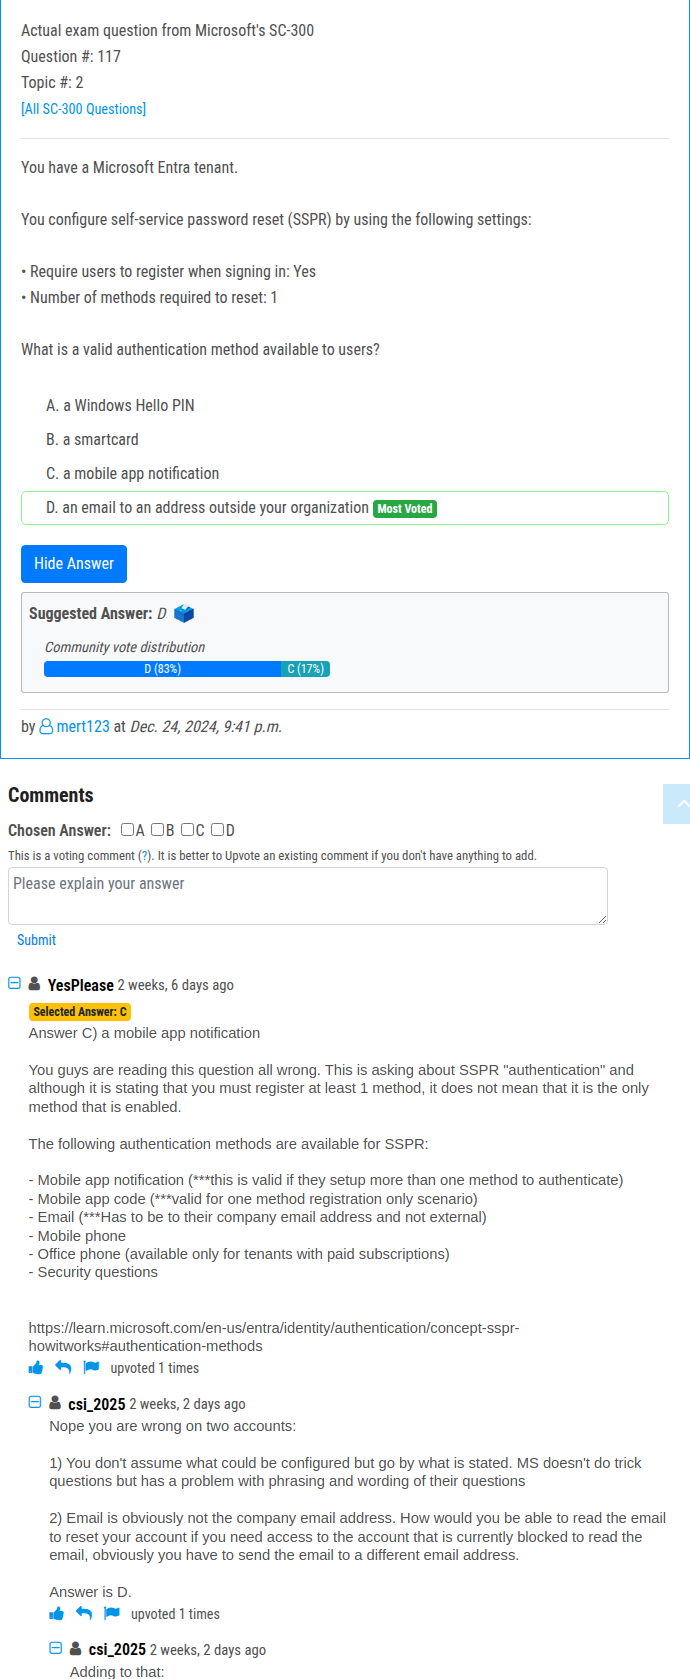 Actual exam question from Microsoft's SC-300
Question #: 117
Topic #: 2
[All SC-300 Questions]
You have a Microsoft Entra tenant.
You configure self-service password reset (SSPR) by using the following settings:
• Require users to register when signing in: Yes
• Number of methods required to reset: 1
What is a valid authentication method available to users?
A. a Windows Hello PIN
B. a smartcard
C. a mobile app notification
D. an email to an address outside your organization Most Voted
Hide Answer
Suggested Answer: D
Community vote distribution
D (83%) C (17%)
by mert123 at Dec. 24, 2024, 9:41 p.m.
Comments
Chosen Answer: A B C D
This is a voting comment (?). It is better to Upvote an existing comment if you don't have anything to add.
Please explain your answer
Submit
YesPlease 2 weeks, 6 days ago
Selected Answer: C
Answer C) a mobile app notification
You guys are reading this question all wrong. This is asking about SSPR "authentication" and
although it is stating that you must register at least 1 method, it does not mean that it is the only
method that is enabled.
The following authentication methods are available for SSPR:
- Mobile app notification (***this is valid if they setup more than one method to authenticate)
- Mobile app code (***valid for one method registration only scenario)
- Email (***Has to be to their company email address and not external)
- Mobile phone
- Office phone (available only for tenants with paid subscriptions)
- Security questions
https://learn.microsoft.com/en-us/entra/identity/authentication/concept-sspr-
howitworks#authentication-methods
upvoted 1 times
csi_2025 2 weeks, 2 days ago
Nope you are wrong on two accounts:
1) You don't assume what could be configured but go by what is stated. MS doesn't do trick
questions but has a problem with phrasing and wording of their questions
2) Email is obviously not the company email address. How would you be able to read the email
to reset your account if you need access to the account that is currently blocked to read the
email, obviously you have to send the email to a different email address.
Answer is D.
upvoted 1 times
csi_2025 2 weeks, 2 days ago
Adding to that: